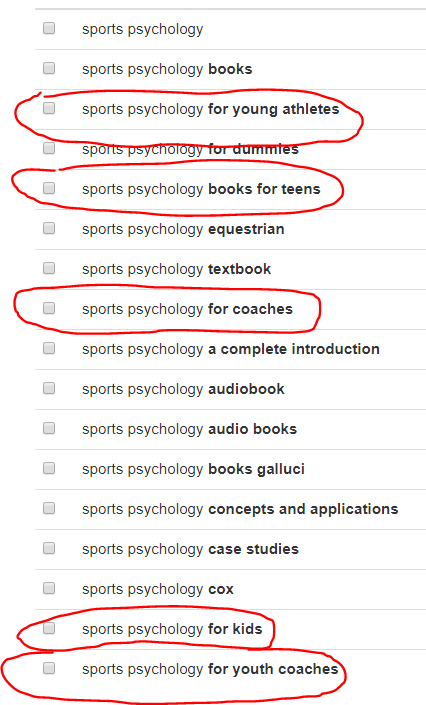 sports psychology
sports psychology books
sports psychology for young athletes
sports psychology for dummies
sports psychology books for teens
sports psychology equestrian
sports psychology textbook
sports psychology for coaches
sports psychology a complete introduction
sports psychology audiobook
sports psychology audio books
sports psychology books galluci
sports psychology concepts and applications
sports psychology case studies
sports psychology cox
sports psychology for kids
sports psychology for youth coaches